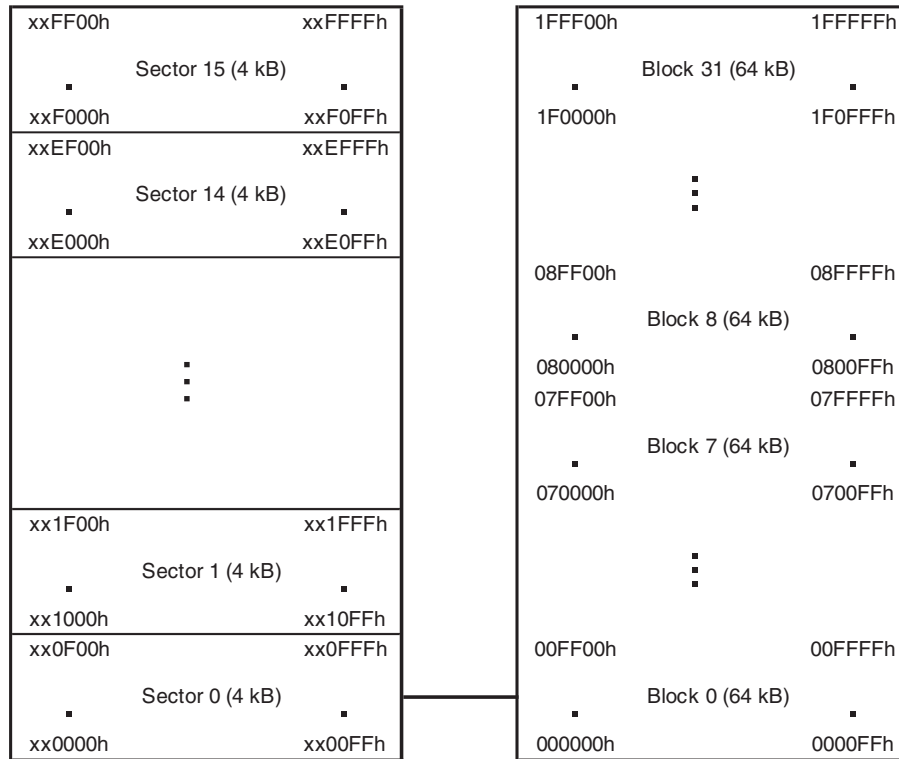 xxFF00h xxFFFFh
Sector 15 (4 kB)
xxF000h xxF0FFh
xxEF00h xxEFFFh
Sector 14 (4 kB)
xxE000h xxE0FFh
xx1F00h xx1FFFh
Sector 1 (4 kB)
xx1000h xx10FFh
xx0F00h xx0FFFh
Sector 0 (4 kB)
xx0000h xx00FFh
1FFF00h 1FFFFFh
Block 31 (64 kB)
1F0000h 1F0FFFh
08FF00h 08FFFFh
Block 8 (64 kB)
080000h 0800FFh
07FF00h 07FFFFh
Block 7 (64 kB)
070000h 0700FFh
00FF00h 00FFFFh
Block 0 (64 kB)
000000h 0000FFh